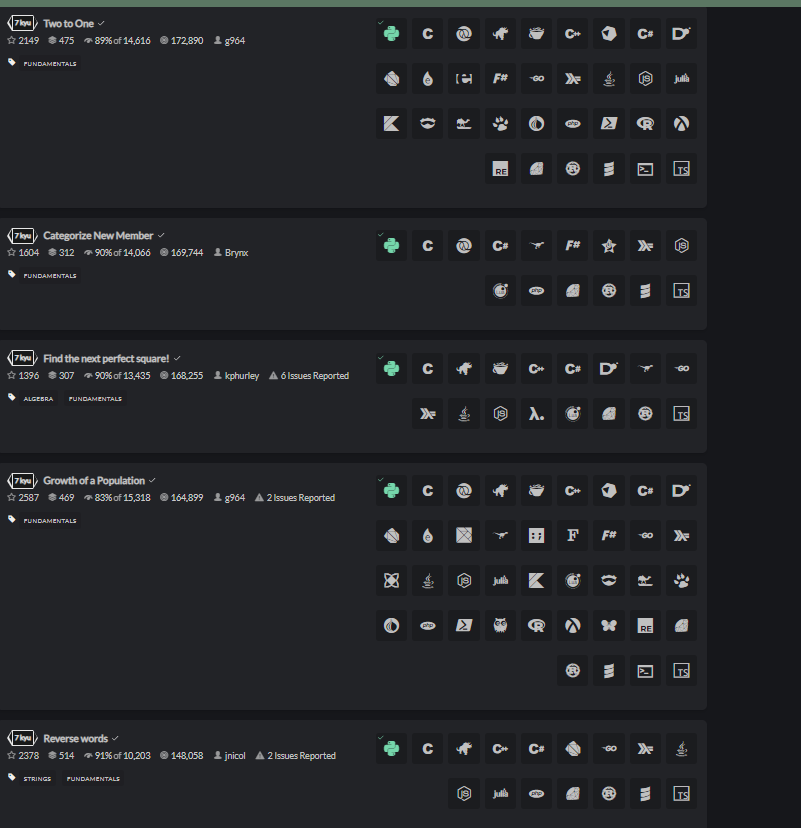 7 kyu Two to One
2149 475 89% of 14,616 172,890 g964
FUNDAMENTALS
C C++ C# D
F# GO JS julia
php R
RE TS
7 kyu Categorize New Member
1604 312 90% of 14,066 169,744 Brynx
FUNDAMENTALS
C C# F# JS
php TS
7 kyu Find the next perfect square!
1396 307 90% of 13,435 168,255 kphurley 6 Issues Reported
ALGEBRA FUNDAMENTALS
C C++ C# D GO
JS λ. TS
7 kyu Growth of a Population
2587 469 83% of 15,318 164,899 g964 2 Issues Reported
FUNDAMENTALS
C C++ C# D
F F# GO
JS julia
php R RE
TS
7 kyu Reverse words
2378 514 91% of 10,203 148,058 jnicol 2 Issues Reported
STRINGS FUNDAMENTALS
C C++ C# GO
JS julia php TS